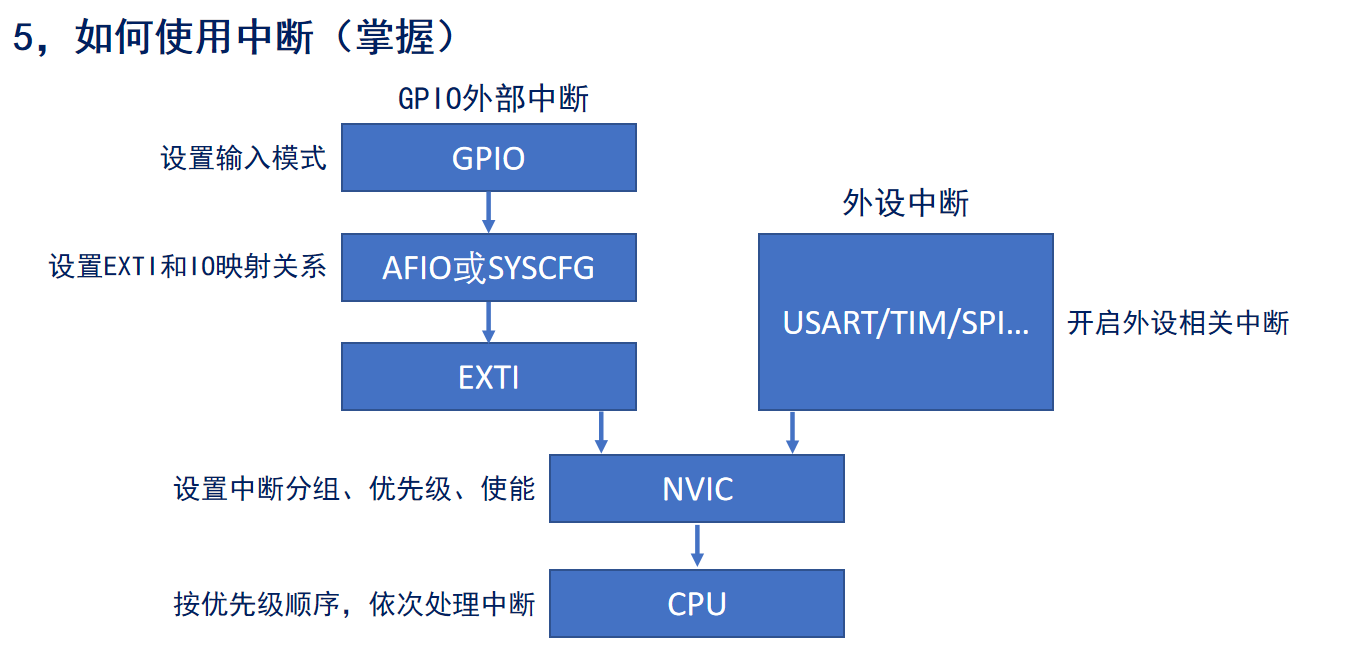 5，如何使用中断（掌握）
GPIO外部中断
设置输入模式
GPIO
外设中断
设置EXTI和IO映射关系
AFIO或SYSCFG
USART/TIM/SPI...
开启外设相关中断
EXTI
设置中断分组、优先级、使能
NVIC
按优先级顺序，依次处理中断
CPU